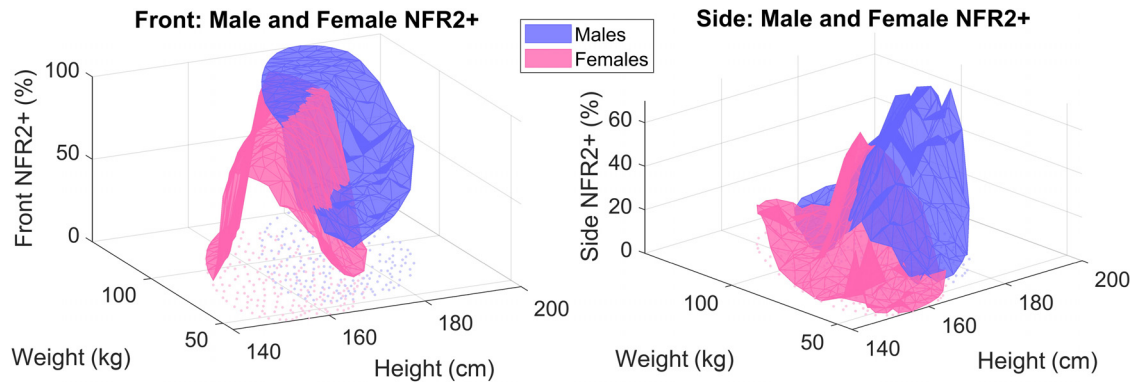 Front: Male and Female NFR2+
Males
Females
Side: Male and Female NFR2+
Front NFR2+ (%)
100
50
0
100
50
Weight (kg)
140
160
180
200
Height (cm)
Side NFR2+ (%)
60
40
20
0
100
50
Weight (kg)
140
160
180
200
Height (cm)